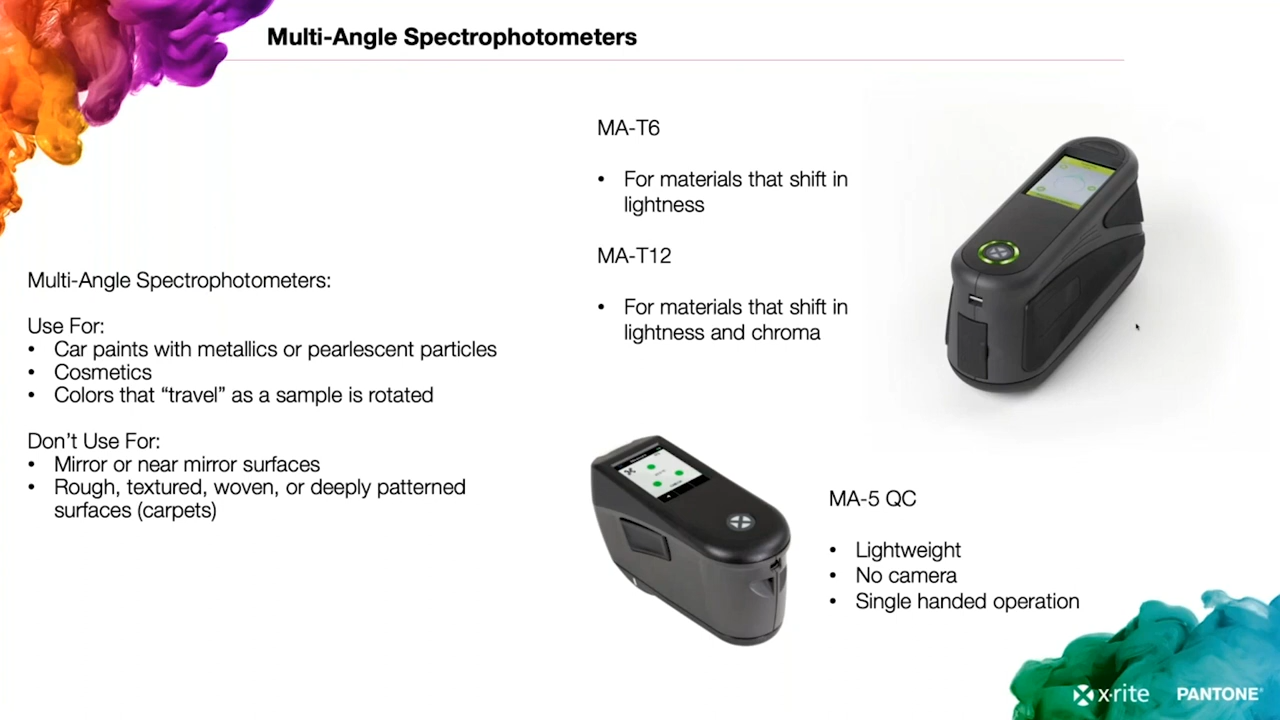 Multi-Angle Spectrophotometers
MA-T6
• For materials that shift in
lightness
MA-T12
• For materials that shift in
lightness and chroma
Multi-Angle Spectrophotometers:
Use For:
• Car paints with metallics or pearlescent particles
• Cosmetics
• Colors that “travel” as a sample is rotated
Don’t Use For:
• Mirror or near mirror surfaces
• Rough, textured, woven, or deeply patterned
surfaces (carpets)
MA-5 QC
• Lightweight
• No camera
• Single handed operation
x·rite PANTONE®